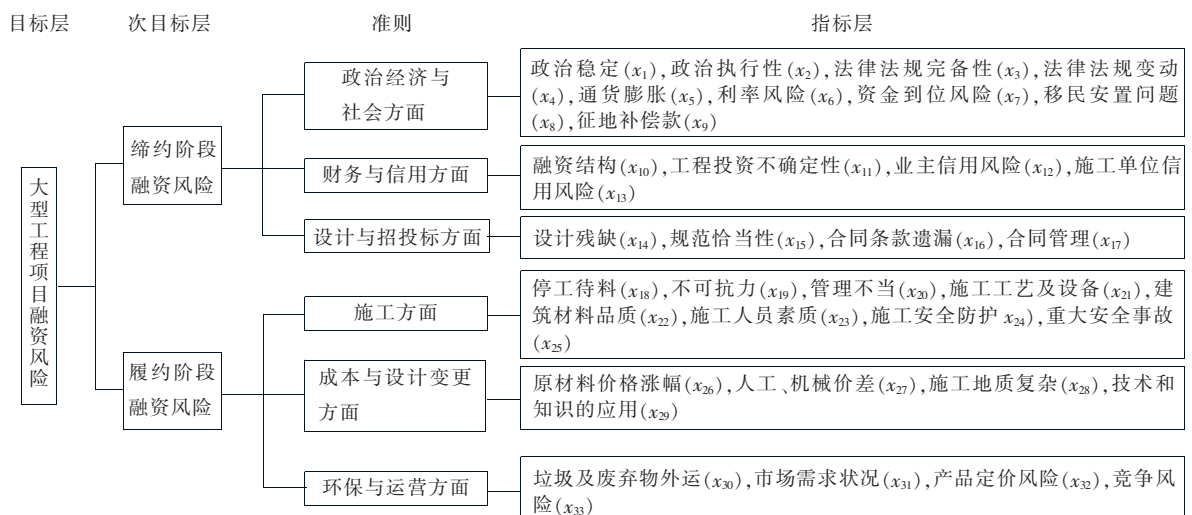 目标层 次目标层 准则 指标层
政治经济与
社会方面
政治稳定(x₁),政治执行性(x₂),法律法规完备性(x₃),法律法规变动
(x₄),通货膨胀(x₅),利率风险(x₆),资金到位风险(x₇),移民安置问题
(x₈),征地补偿款(x₉)
缔约阶段
融资风险
财务与信用方面
融资结构(x₁₀),工程投资不确定性(x₁₁),业主信用风险(x₁₂),施工单位信
用风险(x₁₃)
设计与招投标方面
设计残缺(x₁₄),规范恰当性(x₁₅),合同条款遗漏(x₁₆),合同管理(x₁₇)
大型工程项目融资风险
施工方面
停工待料(x₁₈),不可抗力(x₁₉),管理不当(x₂₀),施工工艺及设备(x₂₁),建
筑材料品质(x₂₂),施工人员素质(x₂₃),施工安全防护 x₂₄),重大安全事故
(x₂₅)
履约阶段
融资风险
成本与设计变更
方面
原材料价格涨幅(x₂₆),人工、机械价差(x₂₇),施工地质复杂(x₂₈),技术和
知识的应用(x₂₉)
环保与运营方面
垃圾及废弃物外运(x₃₀),市场需求状况(x₃₁),产品定价风险(x₃₂),竞争风
险(x₃₃)